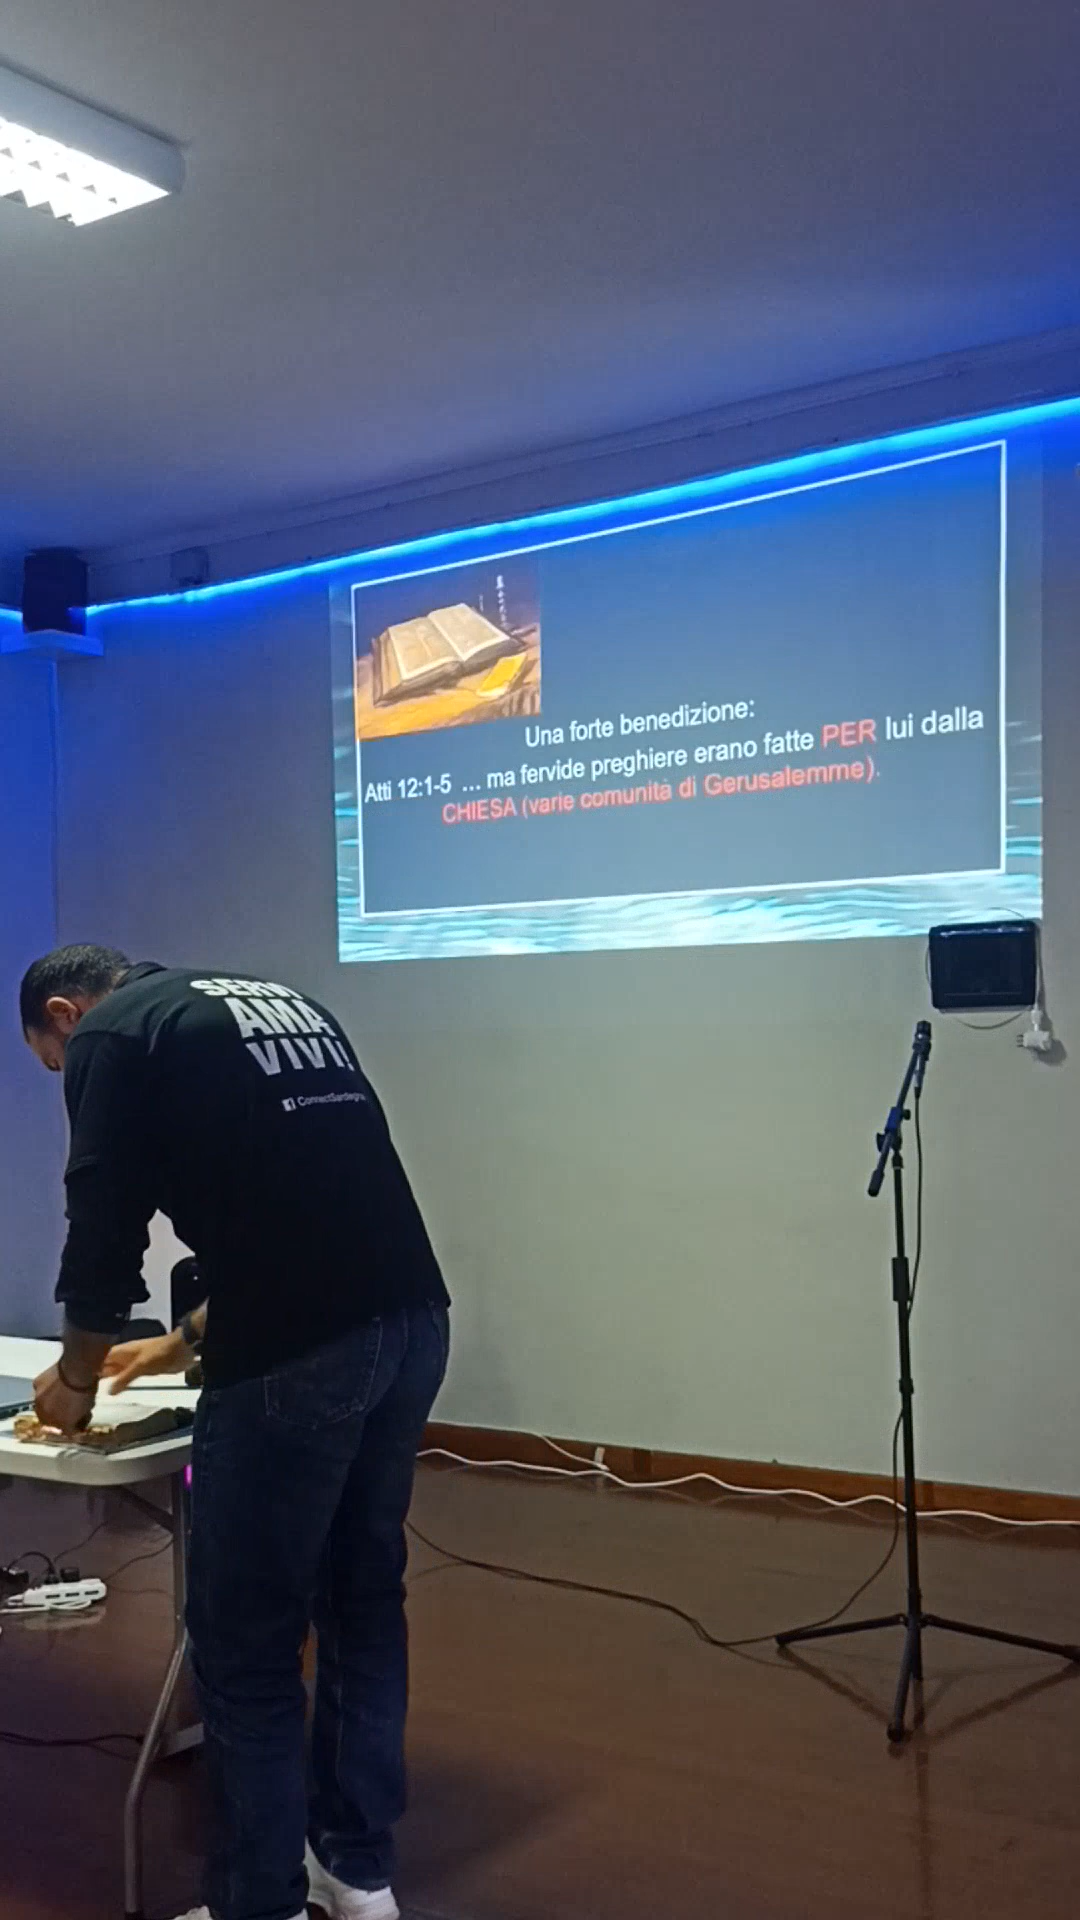 Una forte benedizione:
Atti 12:1-5 ... ma fervide preghiere erano fatte PER lui dalla
CHIESA (varie comunità di Gerusalemme).
AMA
VIVI!
ConnectSardegna